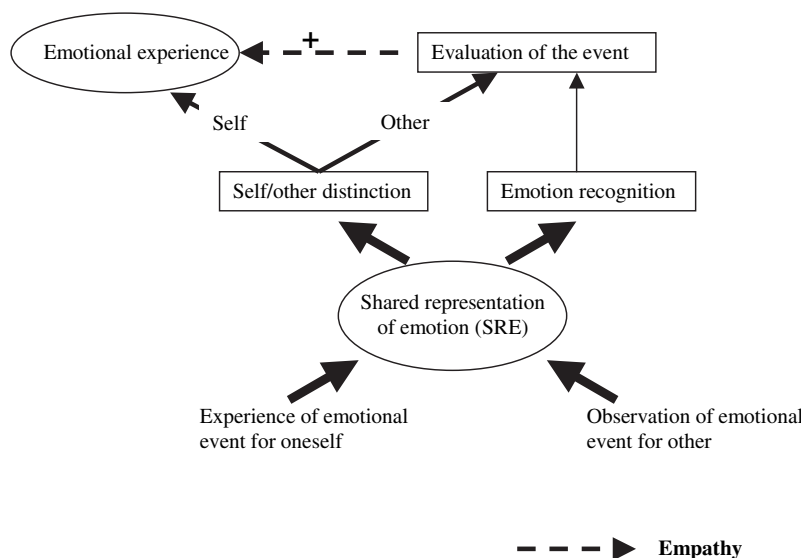 +
Emotional experience
Evaluation of the event
Self
Other
Self/other distinction
Emotion recognition
Shared representation
of emotion (SRE)
Experience of emotional
event for oneself
Observation of emotional
event for other
Empathy